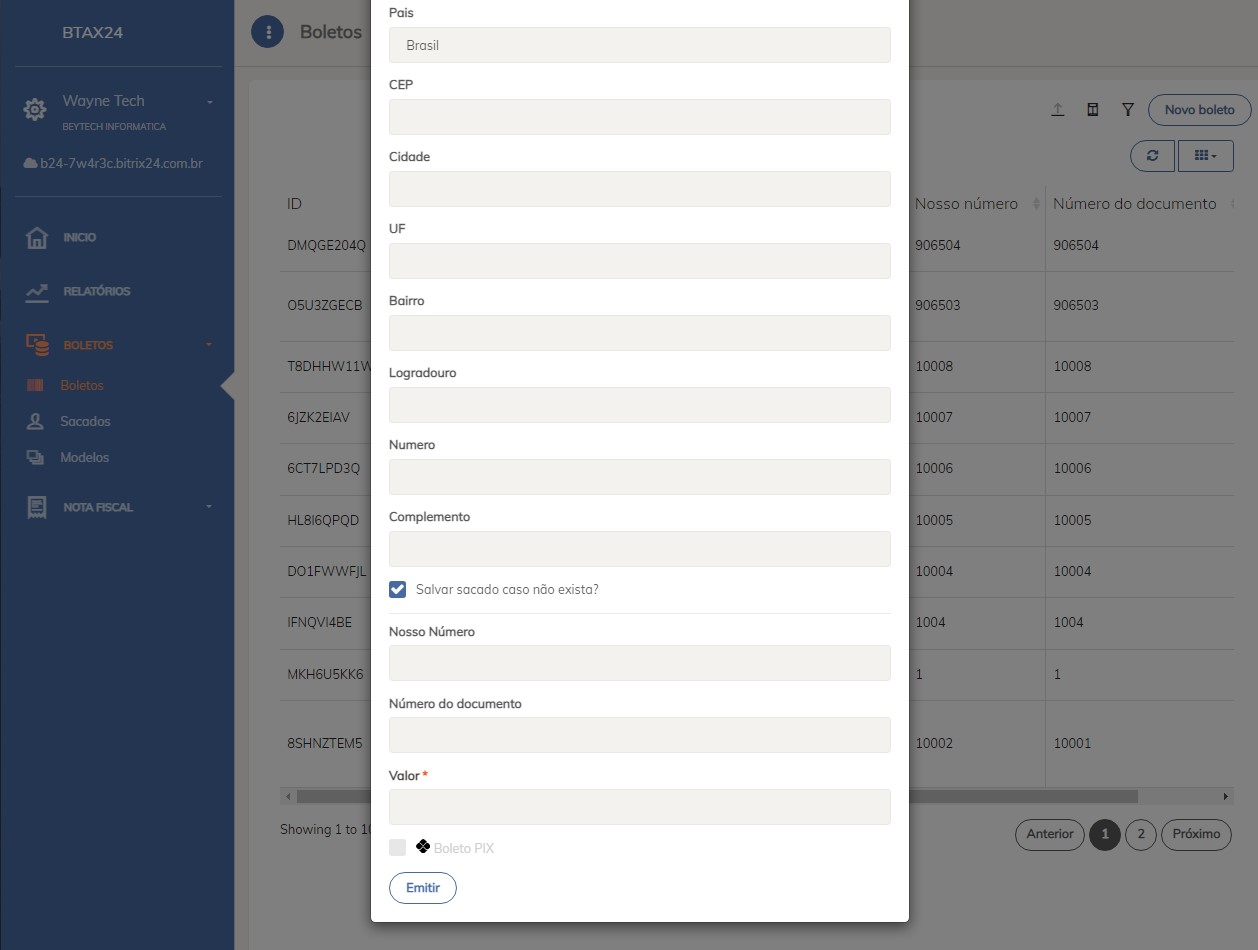 BTAX24
Wayne Tech
BEYTECH INFORMATICA
b24-7w4r3c.bitrix24.com.br
INICIO
RELATÓRIOS
BOLETOS
Boletos
Sacados
Modelos
NOTA FISCAL
Boletos
Novo boleto
ID
Nosso número
Número do documento
DMQGE204Q
906504
906504
O5U3ZGECB
906503
906503
T8DHHW11W
10008
10008
6JZK2EIAV
10007
10007
6CT7LPD3Q
10006
10006
HL8I6QPQD
10005
10005
DO1FWWFJL
10004
10004
IFNQVI4BE
1004
1004
MKH6U5KK6
1
1
8SHNZTEM5
10002
10001
Showing 1 to 10
Anterior
1
2
Próximo
Pais
Brasil
CEP
Cidade
UF
Bairro
Logradouro
Numero
Complemento
Salvar sacado caso não exista?
Nosso Número
Número do documento
Valor *
Boleto PIX
Emitir